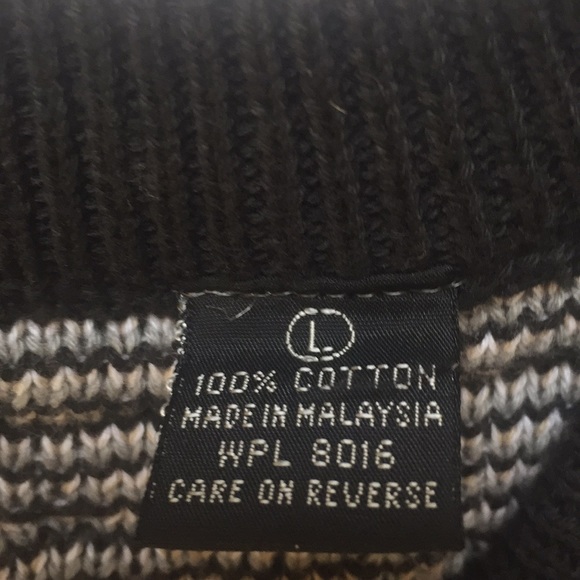 L
100% COTTON
MADE IN MALAYSIA
WPL 8016
CARE ON REVERSE